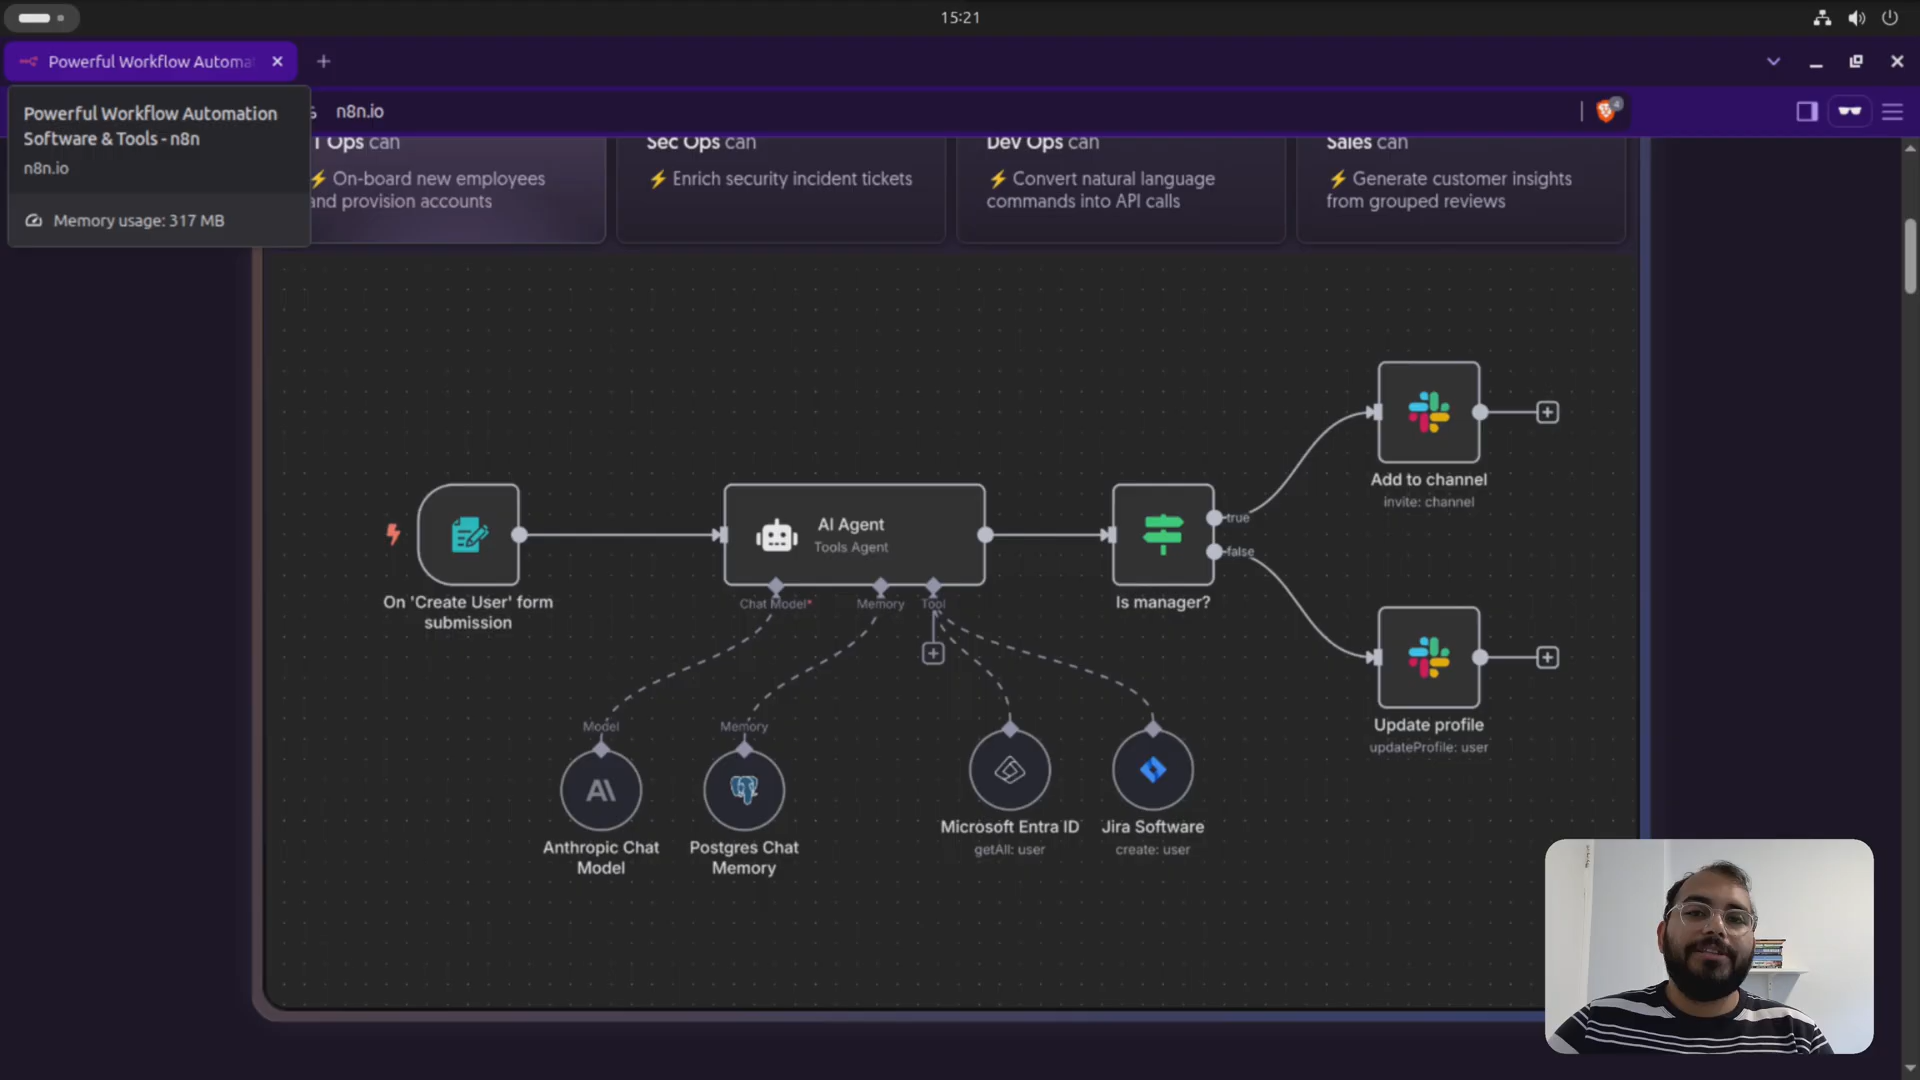 15:21
Powerful Workflow Automa
n8n.io
4
Powerful Workflow Automation
Software & Tools - n8n
n8n.io
Memory usage: 317 MB
Ops can
⚡ On-board new employees
and provision accounts
Sec Ops can
⚡ Enrich security incident tickets
Dev Ops can
⚡ Convert natural language
commands into API calls
Sales can
⚡ Generate customer insights
from grouped reviews
On 'Create User' form
submission
AI Agent
Tools Agent
Chat Model*
Memory
Tool
Is manager?
true
false
Add to channel
invite: channel
Update profile
updateProfile: user
Model
Memory
Anthropic Chat
Model
Postgres Chat
Memory
Microsoft Entra ID
getAll: user
Jira Software
create: user